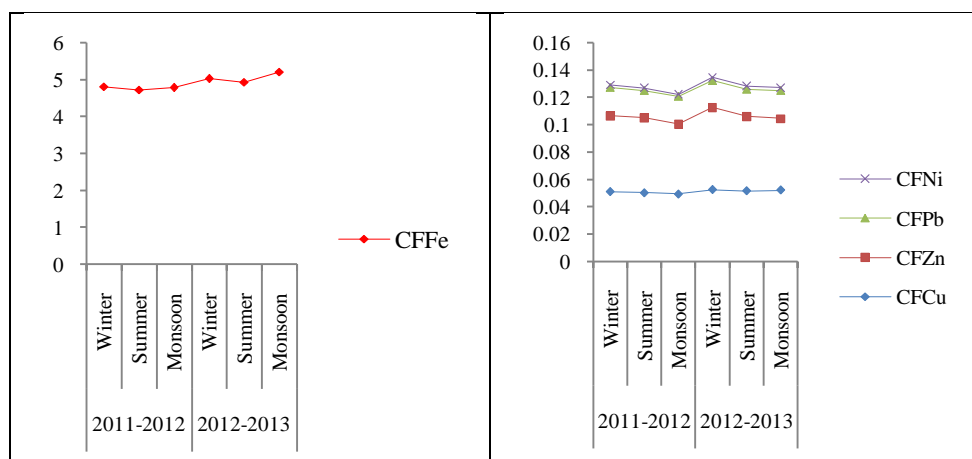 6
5
4
3
2
1
0
Winter
Summer
Monsoon
Winter
Summer
Monsoon
2011-2012
2012-2013
CFFe
0.16
0.14
0.12
0.1
0.08
0.06
0.04
0.02
0
Winter
Summer
Monsoon
Winter
Summer
Monsoon
2011-2012
2012-2013
CFNi
CFPb
CFZn
CFCu